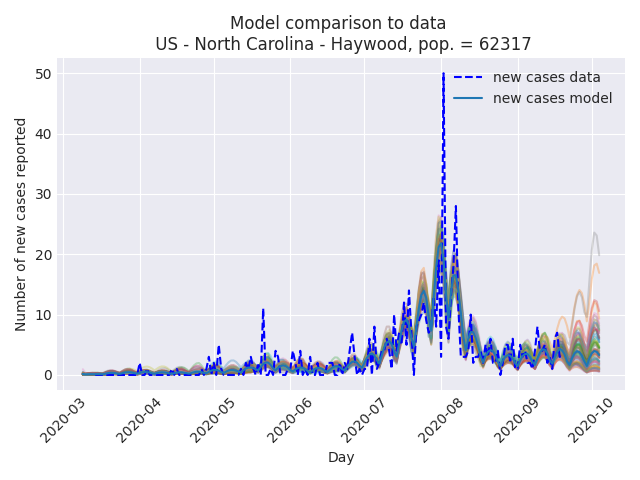 Model comparison to data
US - North Carolina - Haywood, pop. = 62317
new cases data
new cases model
Number of new cases reported
50
40
30
20
10
0
2020-03
2020-04
2020-05
2020-06
2020-07
2020-08
2020-09
2020-10
Day